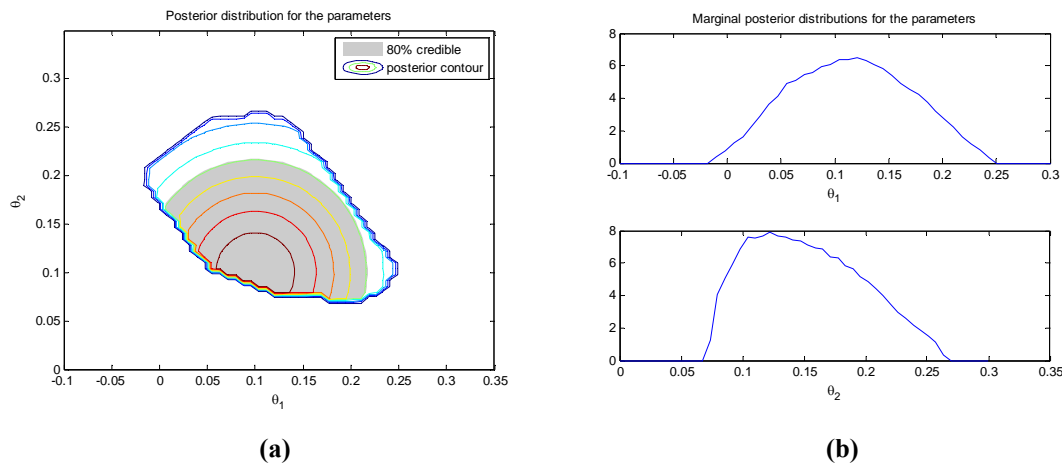 Posterior distribution for the parameters
80% credible
posterior contour
0.3
0.25
0.2
0.15
0.1
0.05
0
θ2
-0.1 -0.05 0 0.05 0.1 0.15 0.2 0.25 0.3 0.35
θ1
(a)
Marginal posterior distributions for the parameters
8
6
4
2
0
-0.1 -0.05 0 0.05 0.1 0.15 0.2 0.25 0.3
θ1
8
6
4
2
0
0 0.05 0.1 0.15 0.2 0.25 0.3 0.35
θ2
(b)